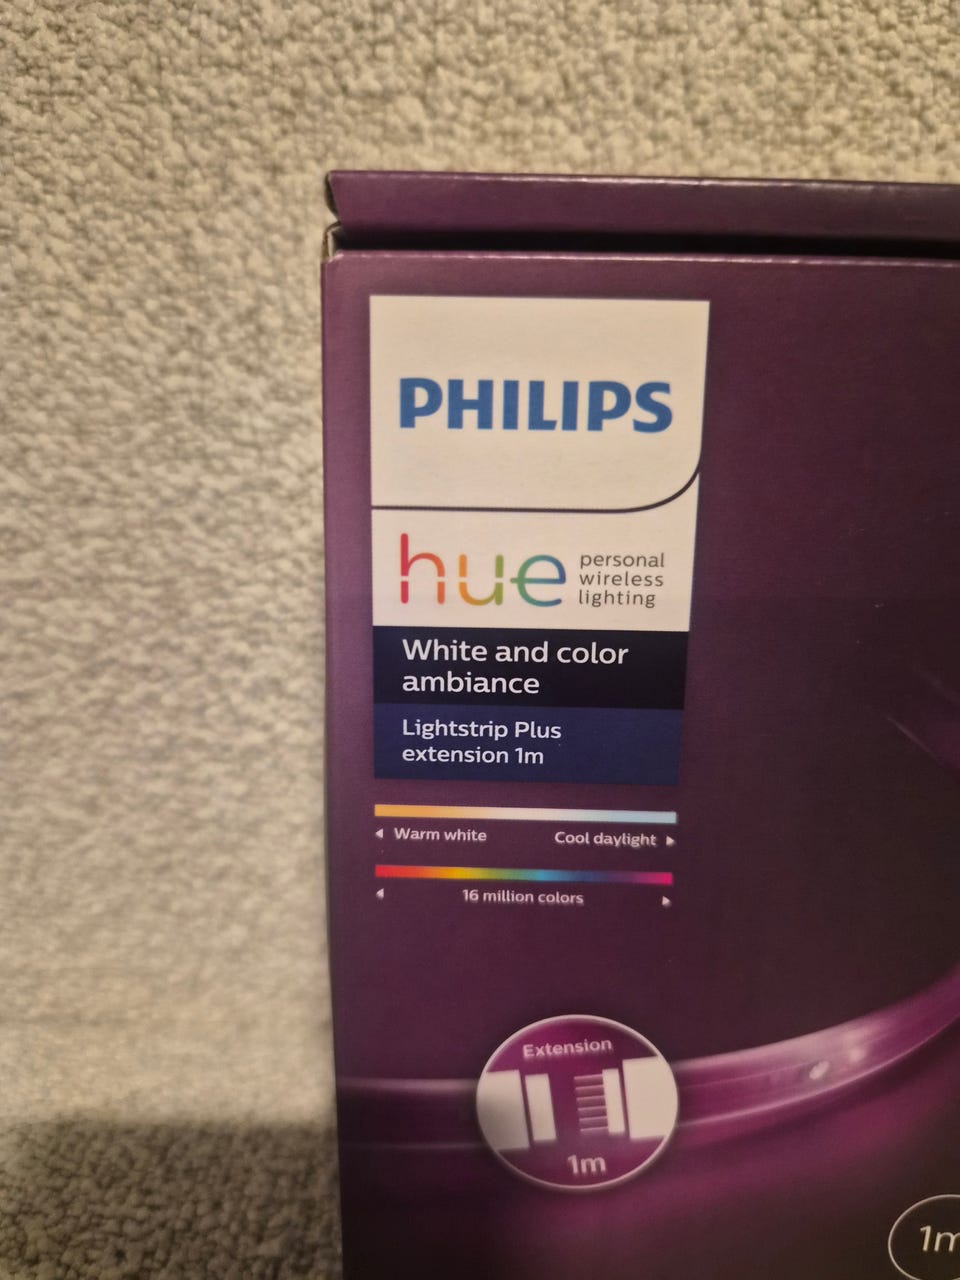 PHILIPS
hue
personal
wireless
lighting
White and color
ambiance
Lightstrip Plus
extension 1m
Warm white
Cool daylight
16 million colors
Extension
1m
1m